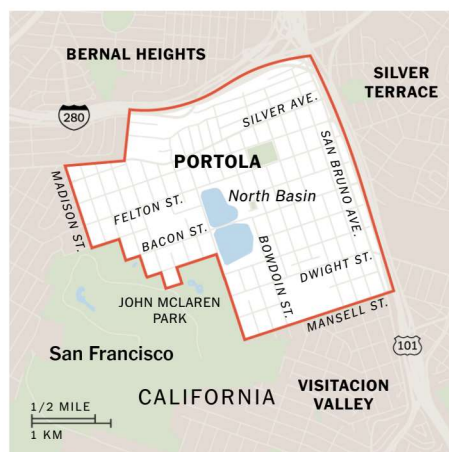 BERNAL HEIGHTS
SILVER
TERRACE
280
SILVER AVE.
PORTOLA
SAN BRUNO AVE.
MADISON ST.
FELTON ST.
North Basin
BACON ST.
BOWDOIN ST.
DWIGHT ST.
JOHN MCLAREN
PARK
MANSELL ST.
San Francisco
101
CALIFORNIA
VISITACION
VALLEY
1/2 MILE
1 KM